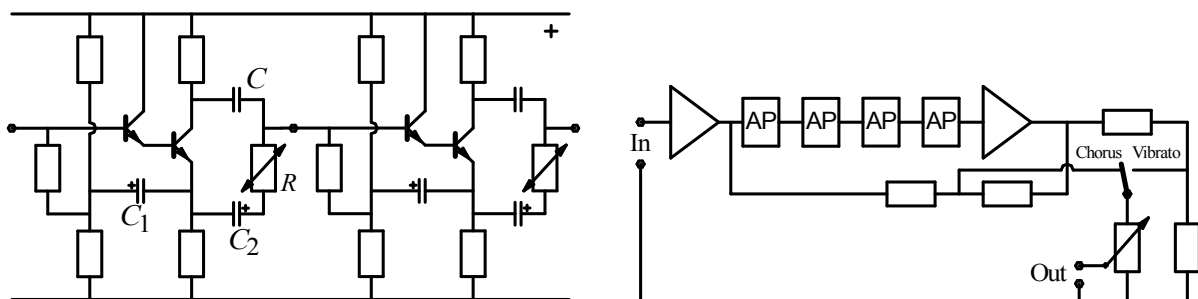 +
C
R
+
C1
+
C2
+
+
AP AP AP AP
In
Chorus Vibrato
Out